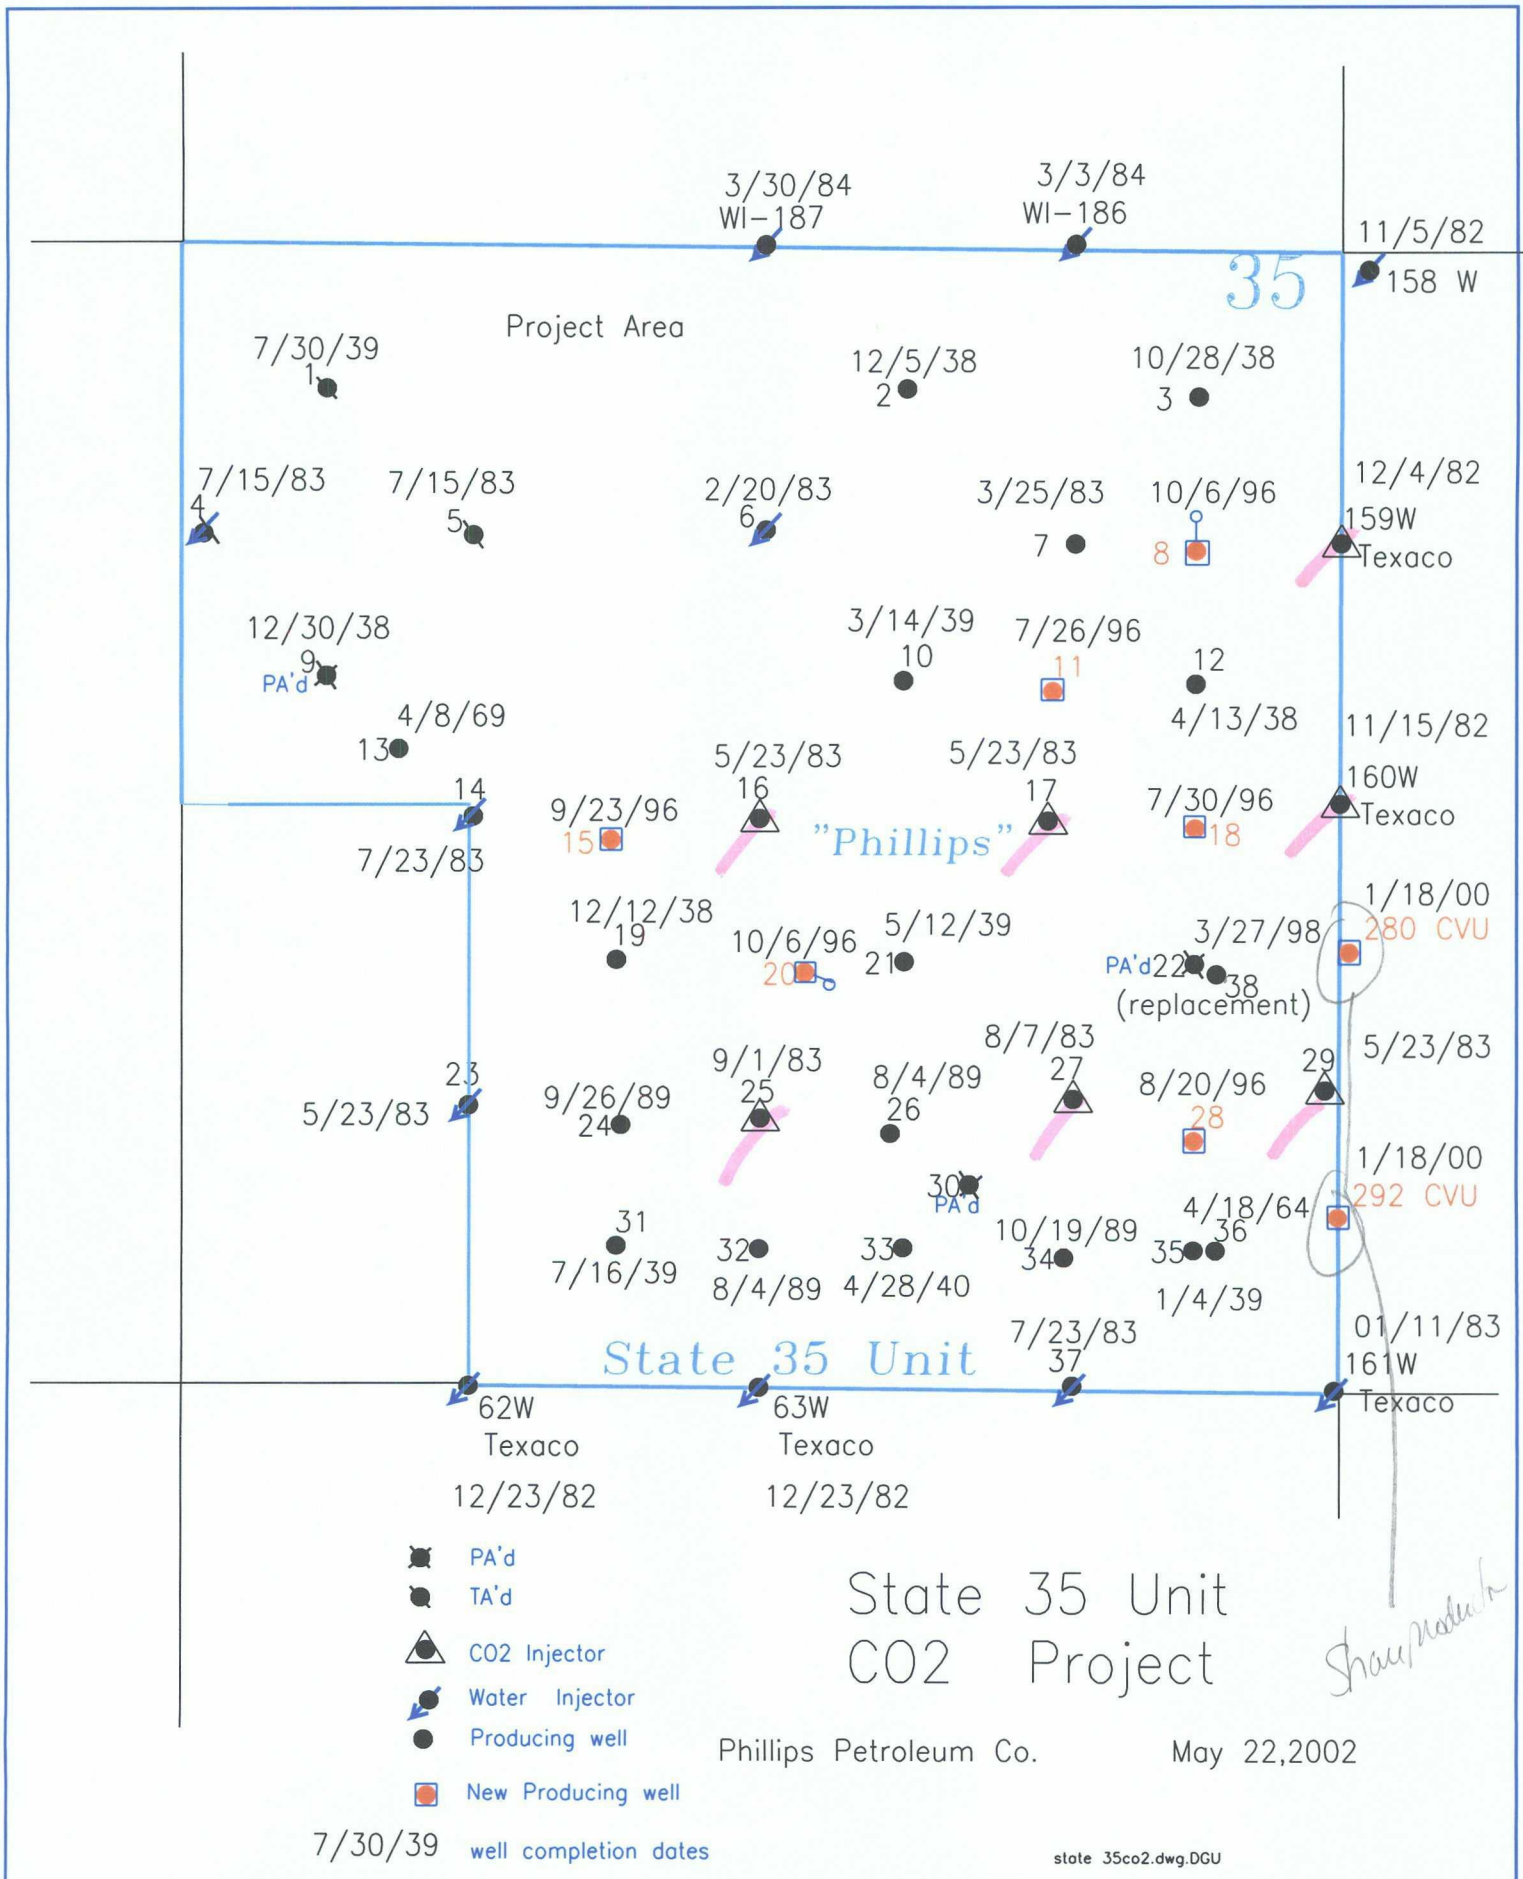 3/30/84
WI-187
3/3/84
WI-186
11/5/82
158 W
35
Project Area
7/30/39
1
12/5/38
2
10/28/38
3
7/15/83
4
7/15/83
5
2/20/83
6
3/25/83
7
10/6/96
8
12/4/82
159W
Texaco
12/30/38
9
PA'd
3/14/39
10
7/26/96
11
12
4/13/38
4/8/69
13
11/15/82
160W
Texaco
14
7/23/83
9/23/96
15
5/23/83
16
"Phillips"
5/23/83
17
7/30/96
18
1/18/00
280 CVU
12/12/38
19
10/6/96
20
5/12/39
21
3/27/98
PA'd 22
38
(replacement)
23
5/23/83
9/26/89
24
9/1/83
25
8/4/89
26
8/7/83
27
8/20/96
28
5/23/83
29
30
PA'd
1/18/00
292 CVU
31
7/16/39
32
8/4/89
33
4/28/40
10/19/89
34
4/18/64
35
36
1/4/39
State 35 Unit
7/23/83
37
01/11/83
161W
Texaco
62W
Texaco
12/23/82
63W
Texaco
12/23/82
PA'd
TA'd
CO2 Injector
Water Injector
Producing well
New Producing well
7/30/39 well completion dates
State 35 Unit
CO2 Project
Phillips Petroleum Co. May 22,2002
state 35co2.dwg.DGU